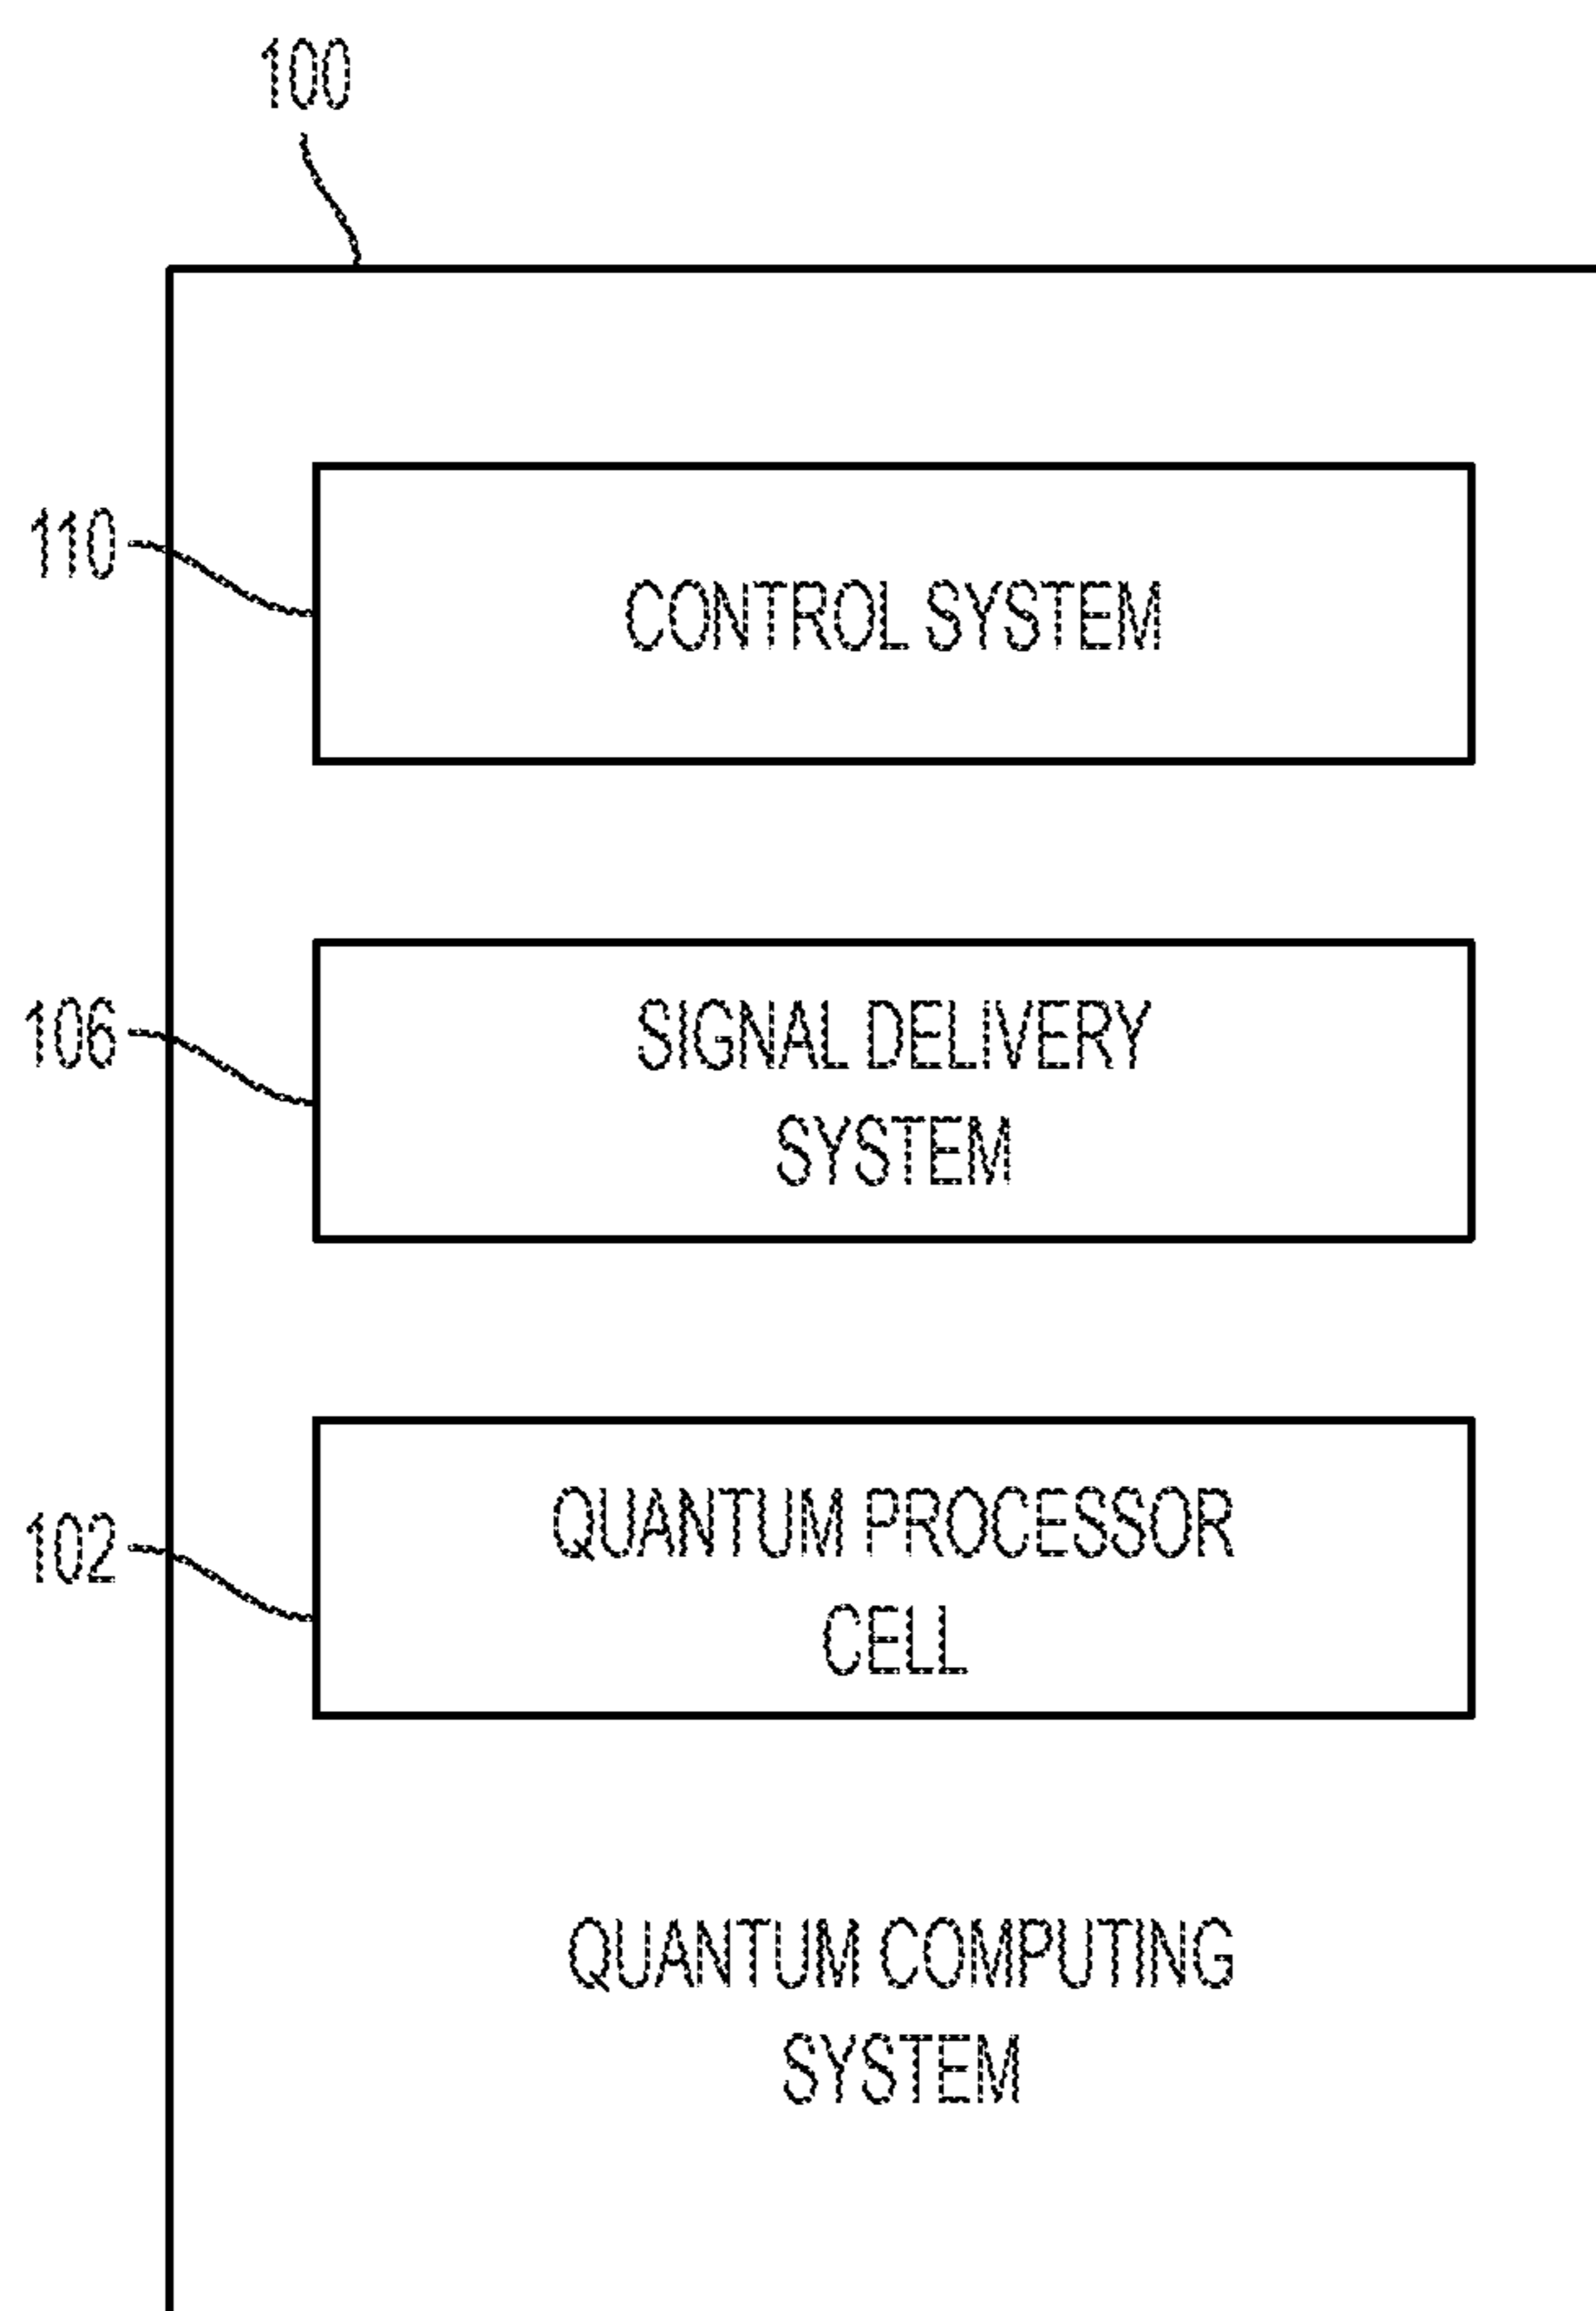 100
110
CONTROL SYSTEM
106
SIGNAL DELIVERY
SYSTEM
102
QUANTUM PROCESSOR
CELL
QUANTUM COMPUTING
SYSTEM